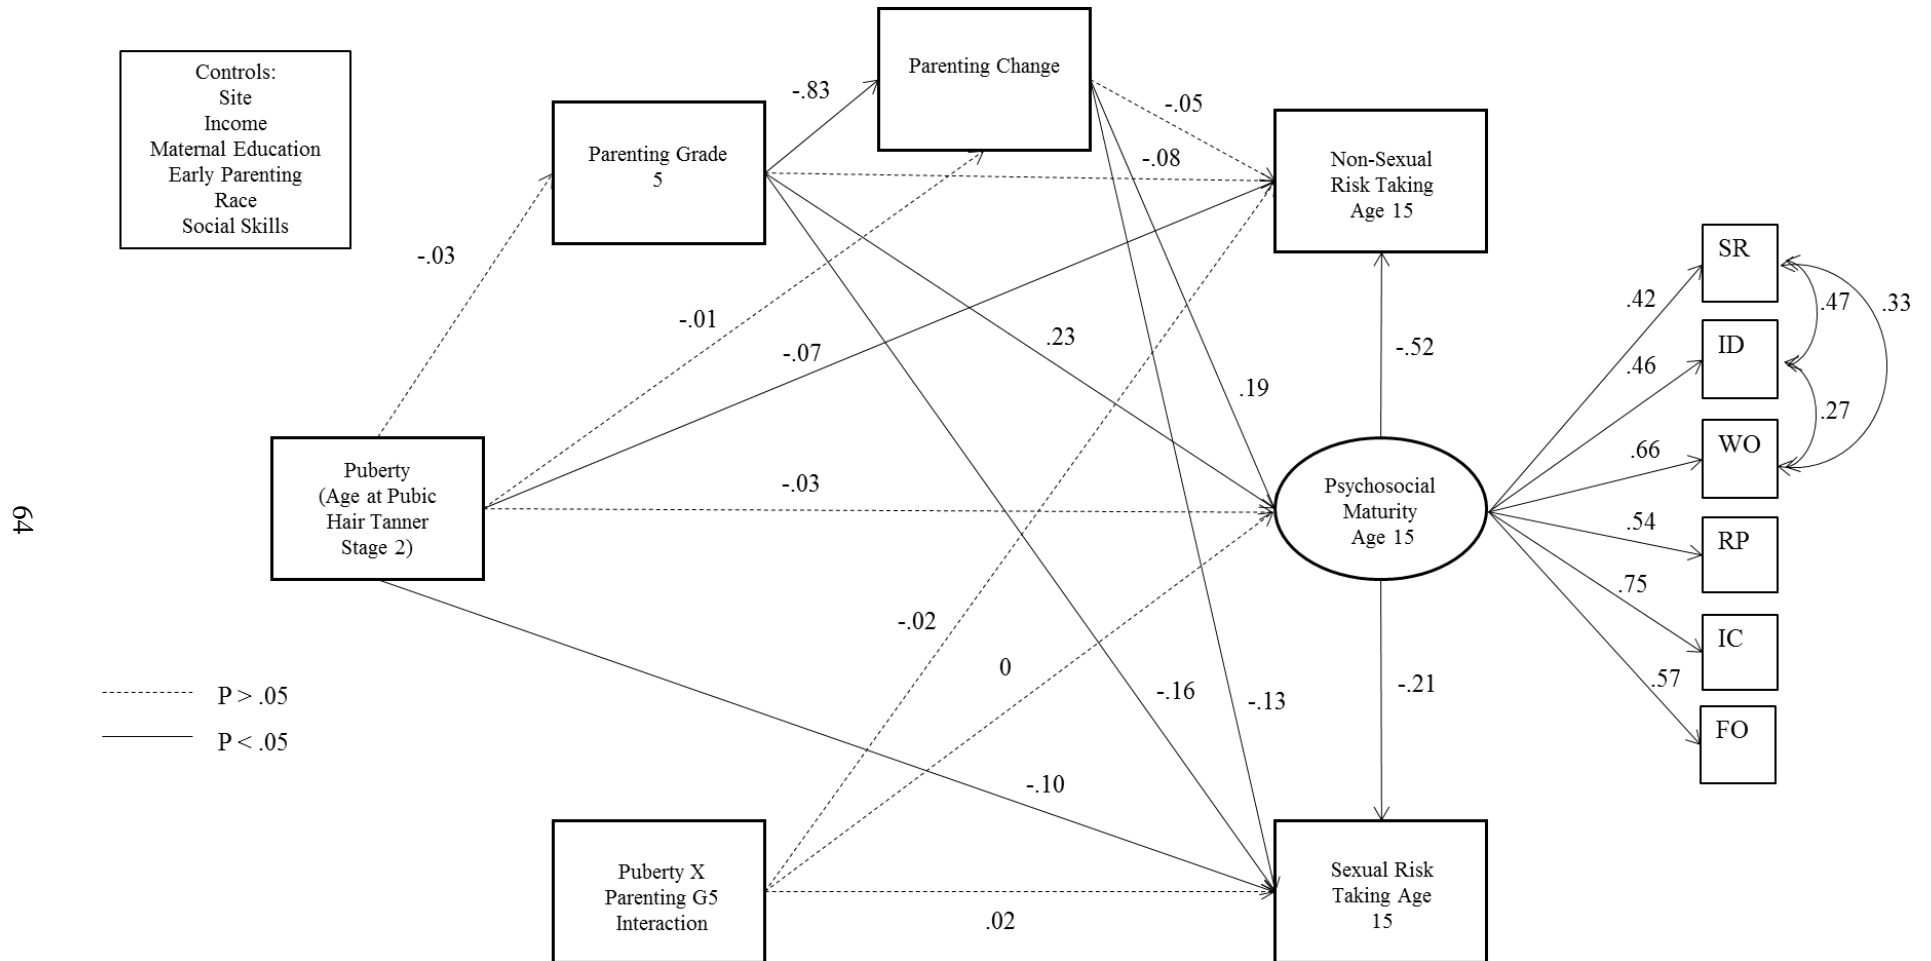 Controls:
Site
Income
Maternal Education
Early Parenting
Race
Social Skills
Parenting Change
-.83
-.05
Parenting Grade
5
-.08
Non-Sexual
Risk Taking
Age 15
-.03
-.01
-.07
.23
-.52
.19
SR
.42
.47
.33
ID
.46
.27
WO
.66
Puberty
(Age at Pubic
Hair Tanner
Stage 2)
-.03
Psychosocial
Maturity
Age 15
.54
RP
.75
IC
.57
FO
64
-.02
0
-.16
-.13
-.21
P > .05
P < .05
-.10
Puberty X
Parenting G5
Interaction
.02
Sexual Risk
Taking Age
15